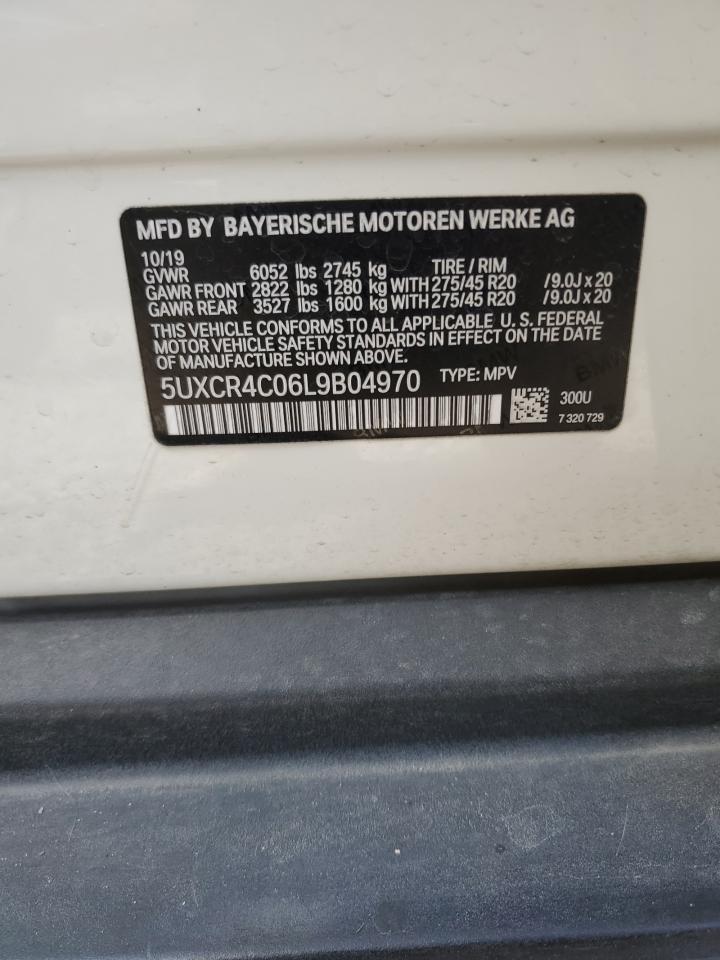 MFD BY BAYERISCHE MOTOREN WERKE AG
10/19
GVWR 6052 lbs 2745 kg TIRE / RIM
GAWR FRONT 2822 lbs 1280 kg WITH 275/45 R20 /9.0J x 20
GAWR REAR 3527 lbs 1600 kg WITH 275/45 R20 /9.0J x 20
THIS VEHICLE CONFORMS TO ALL APPLICABLE U.S. FEDERAL
MOTOR VEHICLE SAFETY STANDARDS IN EFFECT ON THE DATE
OF MANUFACTURE SHOWN ABOVE.
5UXCR4C06L9B04970 TYPE: MPV
300U
7 320 729